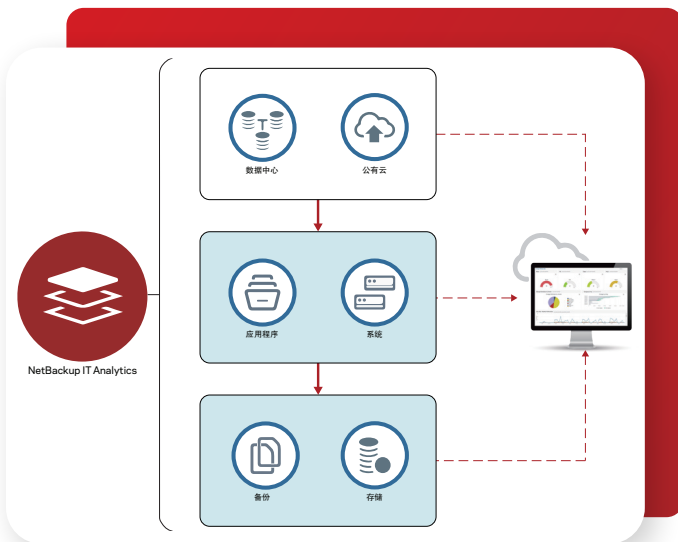 数据中心
公有云
应用程序
系统
NetBackup IT Analytics
备份
存储